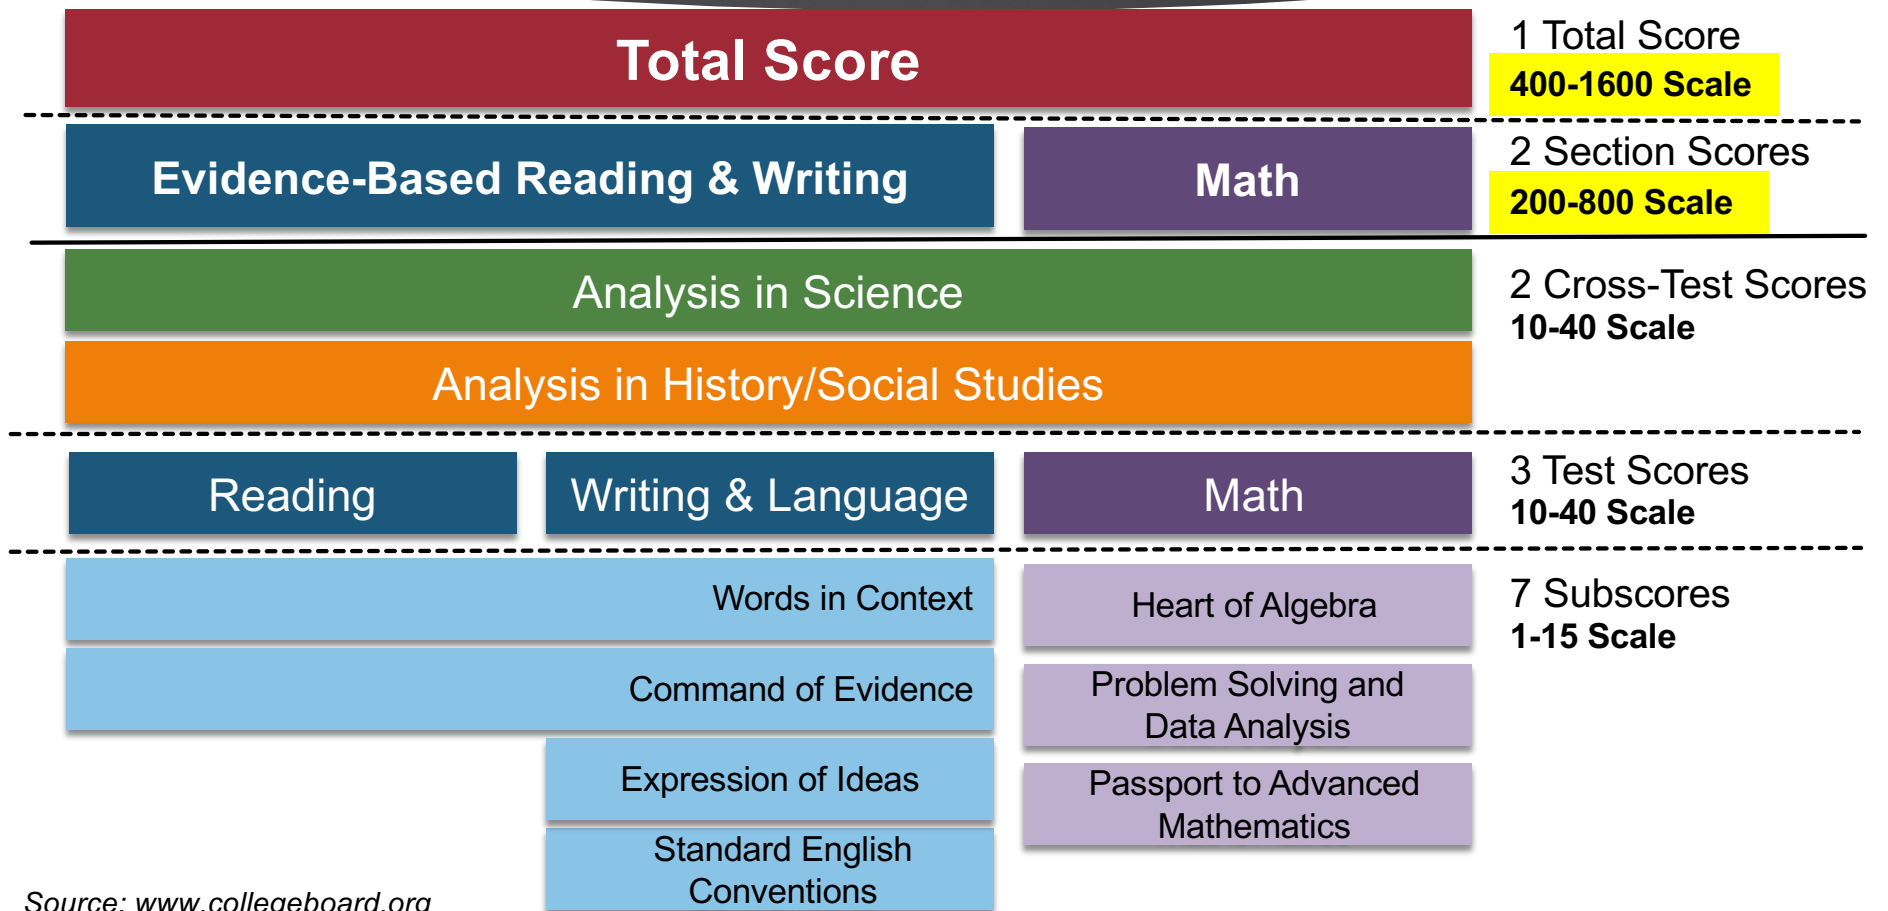 Total Score
1 Total Score
400-1600 Scale
Evidence-Based Reading & Writing
Math
2 Section Scores
200-800 Scale
Analysis in Science
2 Cross-Test Scores
10-40 Scale
Analysis in History/Social Studies
Reading
Writing & Language
Math
3 Test Scores
10-40 Scale
Words in Context
Heart of Algebra
7 Subscores
1-15 Scale
Command of Evidence
Problem Solving and
Data Analysis
Expression of Ideas
Passport to Advanced
Mathematics
Standard English
Conventions
Source: www.collegeboard.org